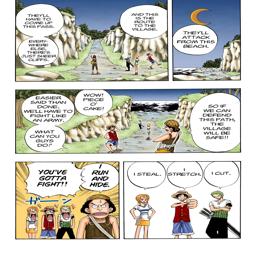 THEY'LL
HAVE TO
COME UP
THIS PASS.
EVERY-
WHERE
ELSE,
THERE'S
JUST SHEER
CLIFFS.
AND THIS
IS THE
ROUTE
TO THE
VILLAGE.
THEY'LL
ATTACK
FROM THIS
BEACH.
EASIER
SAID THAN
DONE.
WE'LL HAVE TO
FIGHT LIKE
AN ARMY.
WHAT
CAN YOU
GUYS
DO?
WOW!
PIECE
O'
CAKE!
SO IF
WE CAN
DEFEND
THIS PATH,
THE
VILLAGE
WILL BE
SAFE!!
YOU'VE
GOTTA
FIGHT!!
I
RUN
AND
HIDE.
I STEAL.
I
STRETCH.
I CUT.